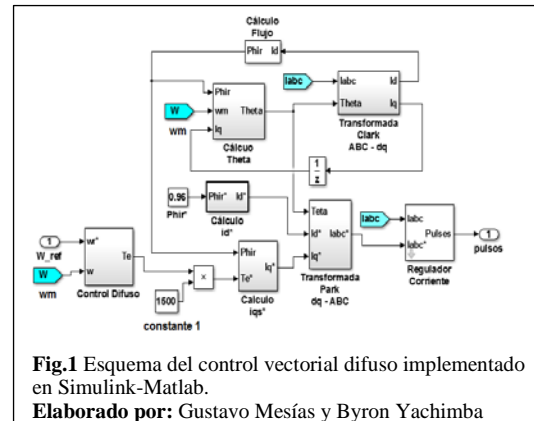 Cálculo
Flujo
Phir Id
Iabc
Iabc Id
Theta Iq
Transformada
Clark
ABC - dq
Phir
W
wm Theta
wm
Iq
Cálcuo
Theta
1
z
0.96
Phir*
Phir* Id*
Cálculo
id*
Teta
Id* Iabc*
Iq*
Transformada
Park
dq - ABC
Iabc
Iabc
Pulses
Iabc*
Regulador
Corriente
1
pulsos
1
W_ref
W
wm
wr*
Te
w
Control Difuso
×
1500
constante 1
Phir
Iq*
Te*
Calculo
iqs*
Fig.1 Esquema del control vectorial difuso implementado
en Simulink-Matlab.
Elaborado por: Gustavo Mesías y Byron Yachimba